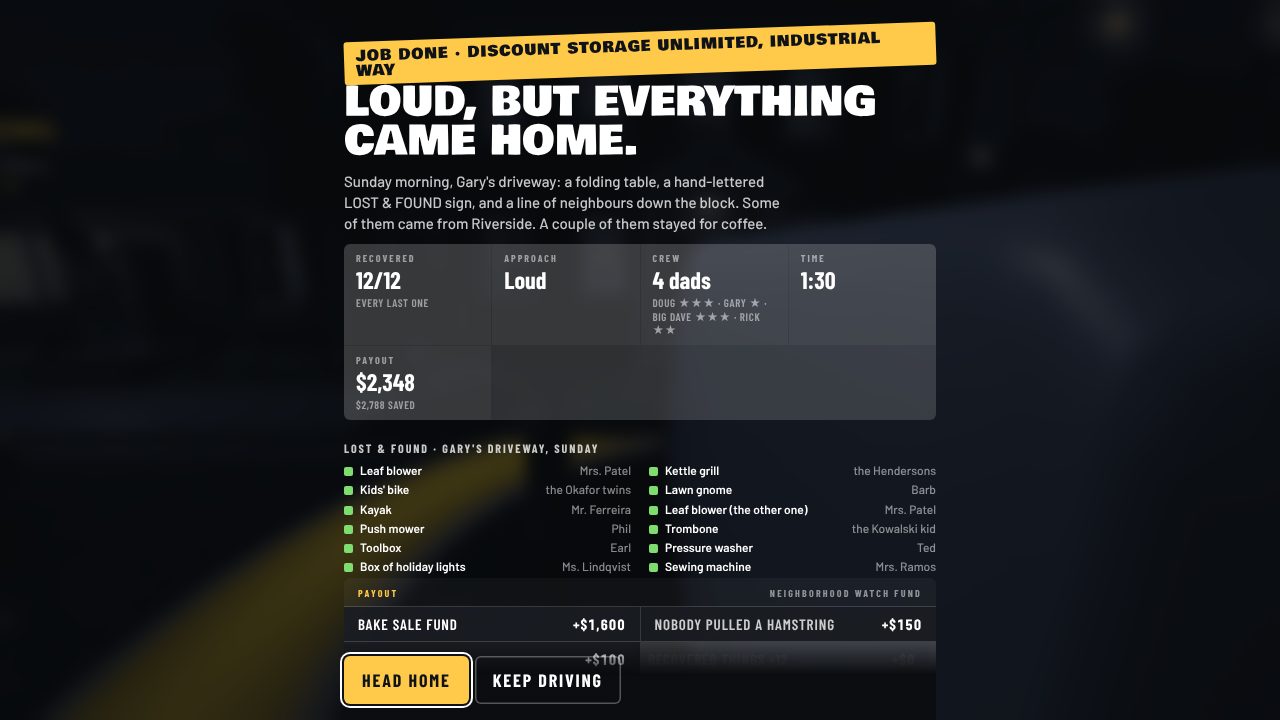 JOB DONE · DISCOUNT STORAGE UNLIMITED, INDUSTRIAL
WAY
LOUD, BUT EVERYTHING
CAME HOME.
Sunday morning, Gary's driveway: a folding table, a hand-lettered
LOST & FOUND sign, and a line of neighbours down the block. Some
of them came from Riverside. A couple of them stayed for coffee.
RECOVERED
12/12
EVERY LAST ONE
APPROACH
Loud
CREW
4 dads
DOUG ★★★ · GARY ★ ·
BIG DAVE ★★★ · RICK
★★
TIME
1:30
PAYOUT
$2,348
$2,788 SAVED
LOST & FOUND · GARY'S DRIVEWAY, SUNDAY
Leaf blower Mrs. Patel
Kettle grill the Hendersons
Kids' bike the Okafor twins
Lawn gnome Barb
Kayak Mr. Ferreira
Leaf blower (the other one) Mrs. Patel
Push mower Phil
Trombone the Kowalski kid
Toolbox Earl
Pressure washer Ted
Box of holiday lights Ms. Lindqvist
Sewing machine Mrs. Ramos
PAYOUT NEIGHBORHOOD WATCH FUND
BAKE SALE FUND +$1,600
NOBODY PULLED A HAMSTRING +$150
+$100
RECOVERED THINGS ×12 +$0
HEAD HOME
KEEP DRIVING